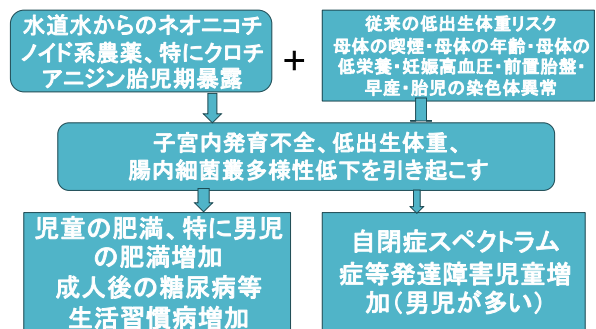 水道水からのネオニコチ
ノイド系農薬、特にクロチ
アニジン胎児期暴露
+
従来の低出生体重リスク
母体の喫煙・母体の年齢・母体の
低栄養・妊娠高血圧・前置胎盤・
早産・胎児の染色体異常
子宮内発育不全、低出生体重、
腸内細菌叢多様性低下を引き起こす
児童の肥満、特に男児
の肥満増加
成人後の糖尿病等
生活習慣病増加
自閉症スペクトラム
症等発達障害児童増
加(男児が多い)